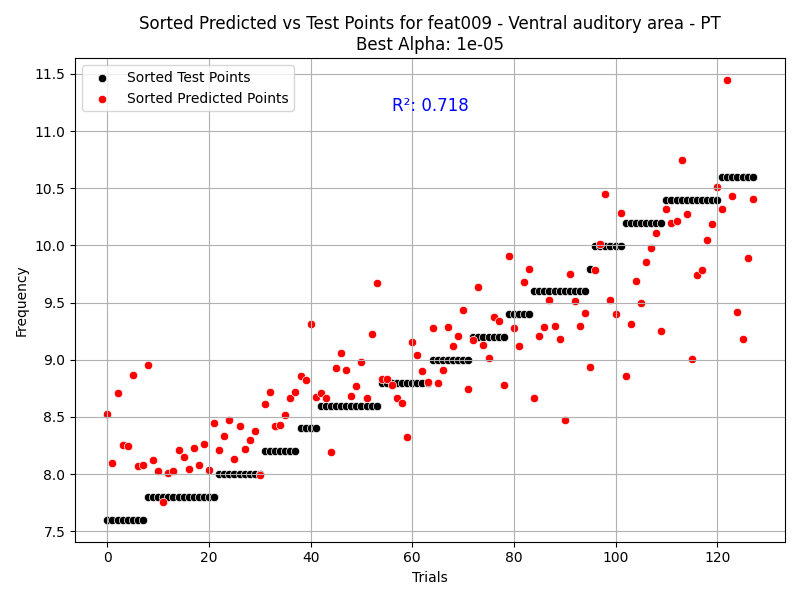 Sorted Predicted vs Test Points for feat009 - Ventral auditory area - PT
Best Alpha: 1e-05
Sorted Test Points
Sorted Predicted Points
R²: 0.718
11.5
11.0
10.5
10.0
9.5
9.0
8.5
8.0
7.5
Frequency
0 20 40 60 80 100 120
Trials